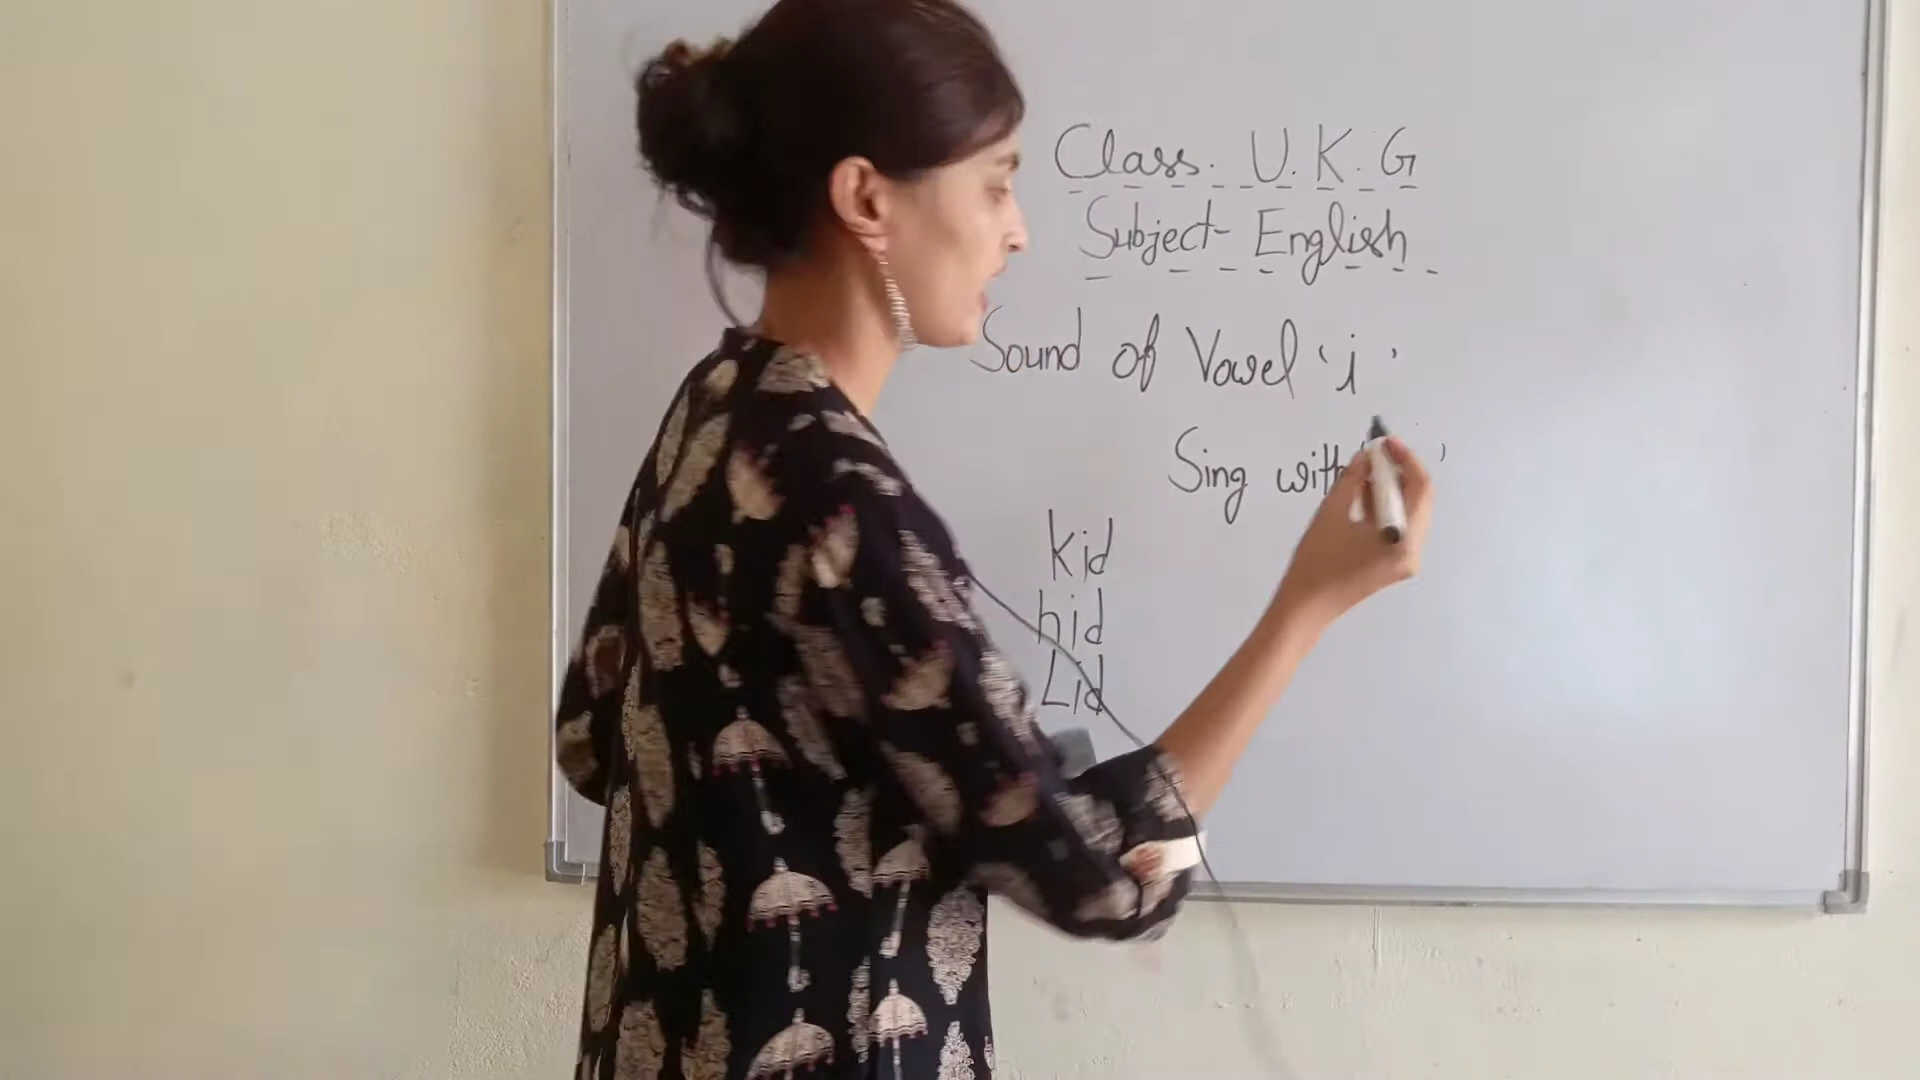 Class. U.K.G
Subject- English
Sound of Vowel 'i'
Sing with ' '
kid
hid
Lid